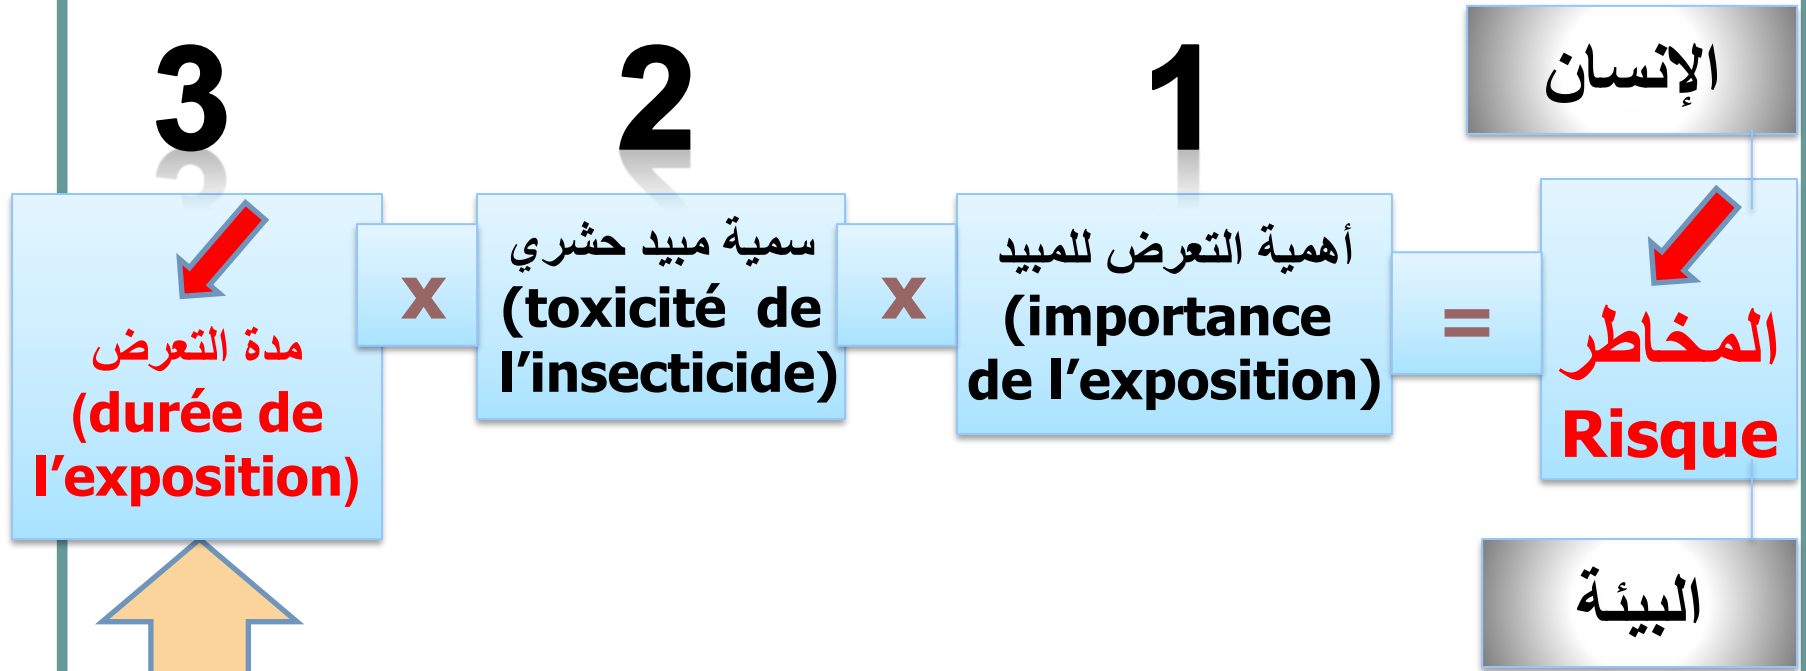 الإنسان
المخاطر
Risque
البيئة
=
1
أهمية التعرض للمبيد
(importance
de l’exposition)
x
2
سمية مبيد حشري
(toxicité de
l’insecticide)
x
3
مدة التعرض
(durée de
l’exposition)